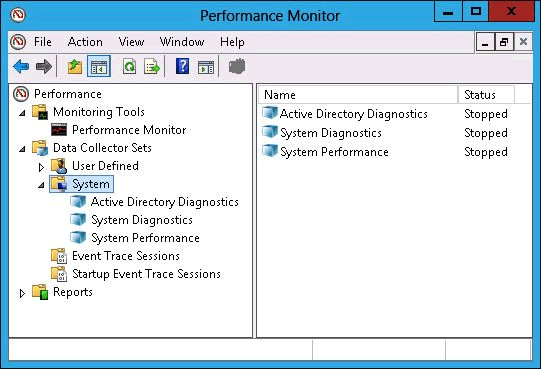 Performance Monitor
File Action View Window Help
Performance
Monitoring Tools
Performance Monitor
Data Collector Sets
User Defined
System
Active Directory Diagnostics
System Diagnostics
System Performance
Event Trace Sessions
Startup Event Trace Sessions
Reports
Name Status
Active Directory Diagnostics Stopped
System Diagnostics Stopped
System Performance Stopped